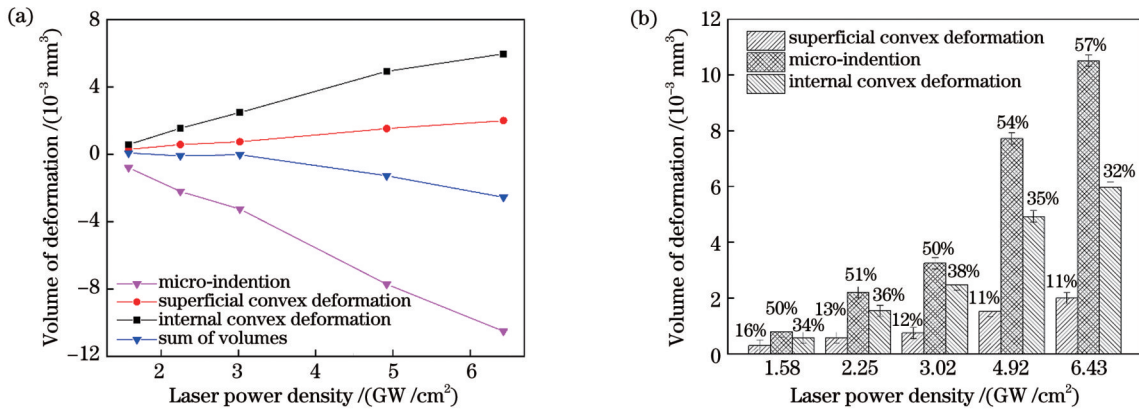 (a)
8
4
0
−4
−8
−12
Volume of deformation /(10⁻³ mm³)
micro-indention
superficial convex deformation
internal convex deformation
sum of volumes
2 3 4 5 6
Laser power density /(GW /cm²)
(b)
12
10
8
6
4
2
0
Volume of deformation /(10⁻³ mm³)
superficial convex deformation
micro-indention
internal convex deformation
16% 50% 34%
13% 51% 36%
12% 50% 38%
11% 54% 35%
11% 57% 32%
1.58 2.25 3.02 4.92 6.43
Laser power density /(GW /cm²)